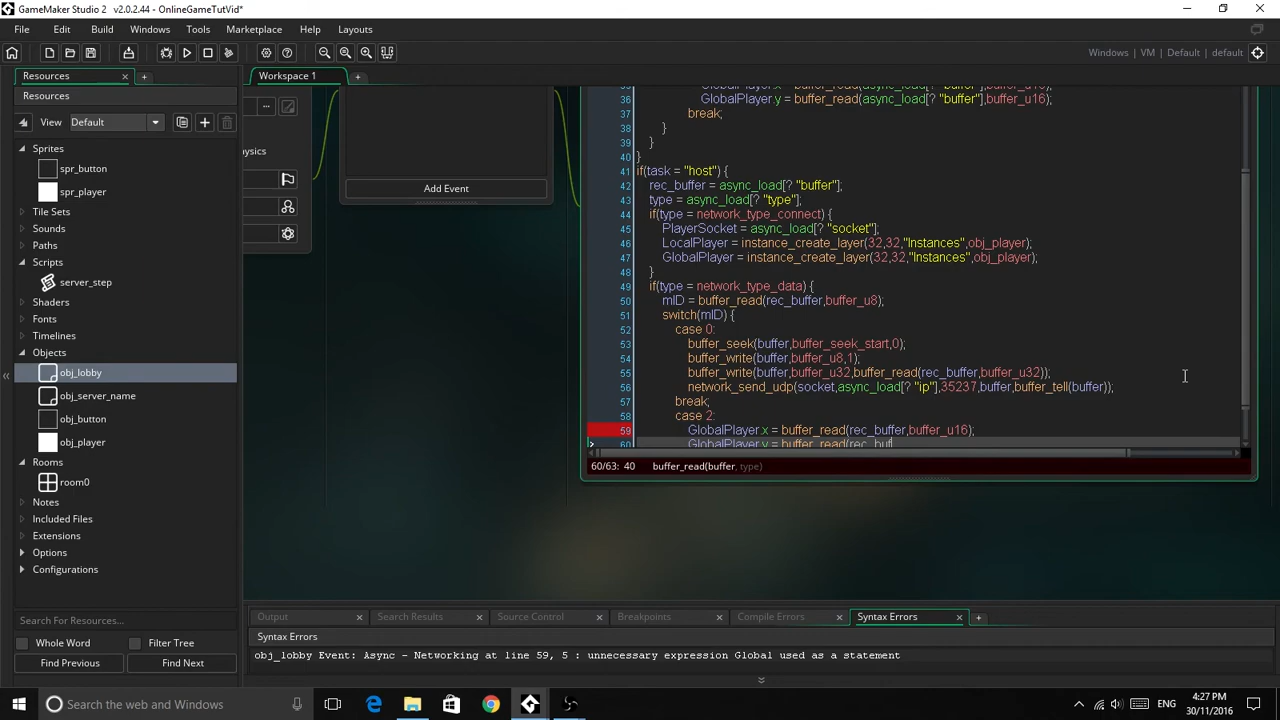 GameMaker Studio 2 v2.0.2.44 - OnlineGameTutVid*
File Edit Build Windows Tools Marketplace Help Layouts
Windows | VM | Default | default
Resources
Workspace 1
Resources
View Default
Sprites
spr_button
spr_player
Tile Sets
Sounds
Paths
Scripts
server_step
Shaders
Fonts
Timelines
Objects
obj_lobby
obj_server_name
obj_button
obj_player
Rooms
room0
Notes
Included Files
Extensions
Options
Configurations
Search For Resources...
Whole Word Filter Tree
Find Previous Find Next
ysics
Add Event
GlobalPlayer.x = buffer_read(async_load[? "buffer"],buffer_u16);
36 GlobalPlayer.y = buffer_read(async_load[? "buffer"],buffer_u16);
37 break;
38 }
39 }
40 }
41 if(task = "host") {
42 rec_buffer = async_load[? "buffer"];
43 type = async_load[? "type"];
44 if(type = network_type_connect) {
45 PlayerSocket = async_load[? "socket"];
46 LocalPlayer = instance_create_layer(32,32,"Instances",obj_player);
47 GlobalPlayer = instance_create_layer(32,32,"Instances",obj_player);
48 }
49 if(type = network_type_data) {
50 mID = buffer_read(rec_buffer,buffer_u8);
51 switch(mID) {
52 case 0:
53 buffer_seek(buffer,buffer_seek_start,0);
54 buffer_write(buffer,buffer_u8,1);
55 buffer_write(buffer,buffer_u32,buffer_read(rec_buffer,buffer_u32));
56 network_send_udp(socket,async_load[? "ip"],35237,buffer,buffer_tell(buffer));
57 break;
58 case 2:
59 GlobalPlayer.x = buffer_read(rec_buffer,buffer_u16);
60 GlobalPlayer.y = buffer_read(rec_buf
60/63: 40 buffer_read(buffer, type)
Output Search Results Source Control Breakpoints Compile Errors Syntax Errors
Syntax Errors
obj_lobby Event: Async - Networking at line 59, 5 : unnecessary expression Global used as a statement
Search the web and Windows
ENG
4:27 PM
30/11/2016